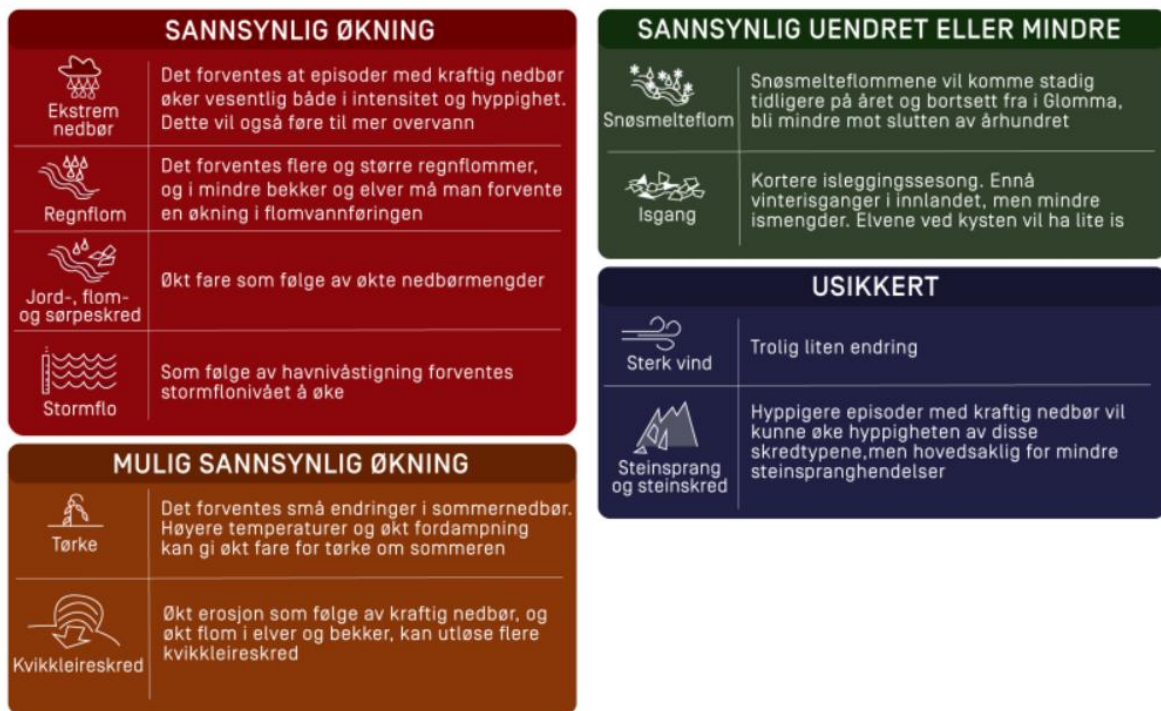 SANNSYNLIG ØKNING
Ekstrem
nedbør
Det forventes at episoder med kraftig nedbør
øker vesentlig både i intensitet og hyppighet.
Dette vil også føre til mer overvann
Regnflom
Det forventes flere og større regnflommer,
og i mindre bekker og elver må man forvente
en økning i flomvannføringen
Jord-, flom-
og sørpeskred
Økt fare som følge av økte nedbørmengder
Stormflo
Som følge av havnivåstigning forventes
stormflonivået å øke
MULIG SANNSYNLIG ØKNING
Tørke
Det forventes små endringer i sommernedbør.
Høyere temperaturer og økt fordampning
kan gi økt fare for tørke om sommeren
Kvikkleireskred
Økt erosjon som følge av kraftig nedbør, og
økt flom i elver og bekker, kan utløse flere
kvikkleireskred
SANNSYNLIG UENDRET ELLER MINDRE
Snøsmelteflom
Snøsmelteflommene vil komme stadig
tidligere på året og bortsett fra i Glomma,
bli mindre mot slutten av århundret
Isgang
Kortere isleggingssesong. Ennå
vinterisganger i innlandet, men mindre
ismengder. Elvene ved kysten vil ha lite is
USIKKERT
Sterk vind
Trolig liten endring
Steinsprang
og steinskred
Hyppigere episoder med kraftig nedbør vil
kunne øke hyppigheten av disse
skredtypene,men hovedsaklig for mindre
steinspranghendelser